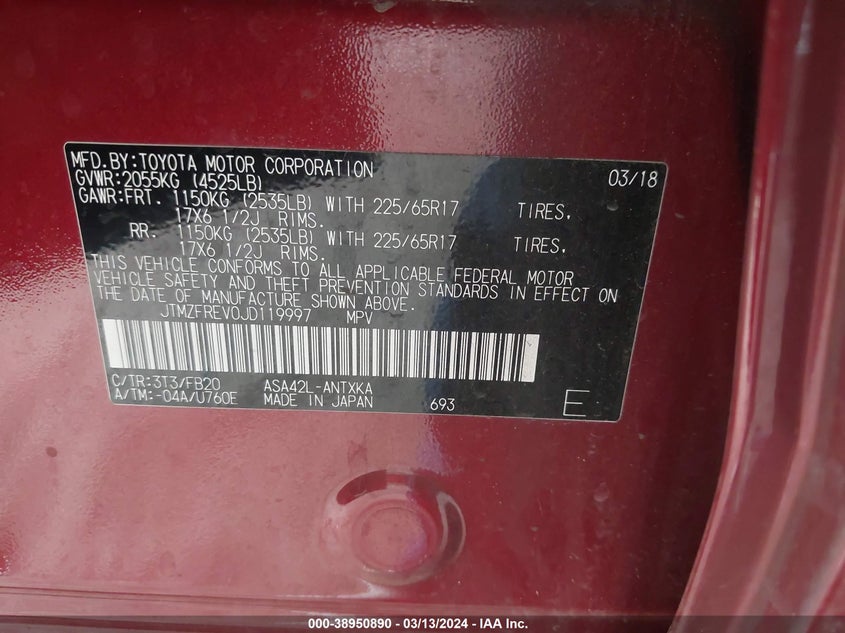 MFD.BY:TOYOTA MOTOR CORPORATION 03/18
GVWR:2055KG (4525LB)
GAWR:FRT. 1150KG (2535LB) WITH 225/65R17 TIRES,
17X6 1/2J RIMS.
RR. 1150KG (2535LB) WITH 225/65R17 TIRES,
17X6 1/2J RIMS.
THIS VEHICLE CONFORMS TO ALL APPLICABLE FEDERAL MOTOR
VEHICLE SAFETY AND THEFT PREVENTION STANDARDS IN EFFECT ON
THE DATE OF MANUFACTURE SHOWN ABOVE.
JTMZFREV0JD119997 MPV
C/TR:3T3/FB20 ASA42L-ANTXKA
A/TM:-04A/U760E MADE IN JAPAN 693 E
000-38950890 - 03/13/2024 - IAA Inc.